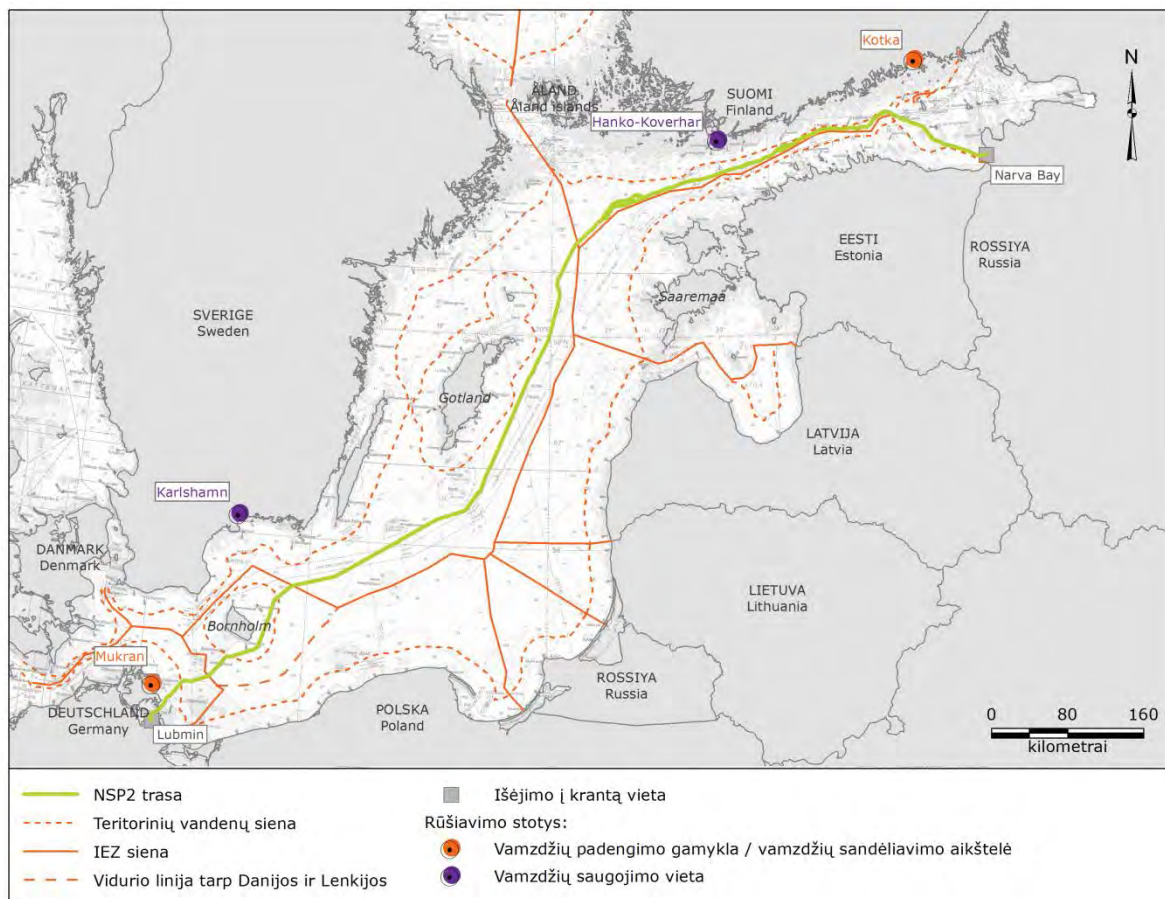 Kotka
N
ÅLAND
Åland islands
SUOMI
Finland
Hanko-Koverhar
Narva Bay
EESTI
Estonia
ROSSIYA
Russia
SVERIGE
Sweden
Saaremaa
Gotland
LATVIJA
Latvia
Karlshamn
DANMARK
Denmark
LIETUVA
Lithuania
Bornholm
Mukran
ROSSIYA
Russia
DEUTSCHLAND
Germany
Lubmin
POLSKA
Poland
0 80 160
kilometrai
NSP2 trasa
Teritorinių vandenų siena
IEZ siena
Vidurio linija tarp Danijos ir Lenkijos
Išėjimo į krantą vieta
Rūšiavimo stotys:
Vamzdžių padengimo gamykla / vamzdžių sandėliavimo aikštelė
Vamzdžių saugojimo vieta